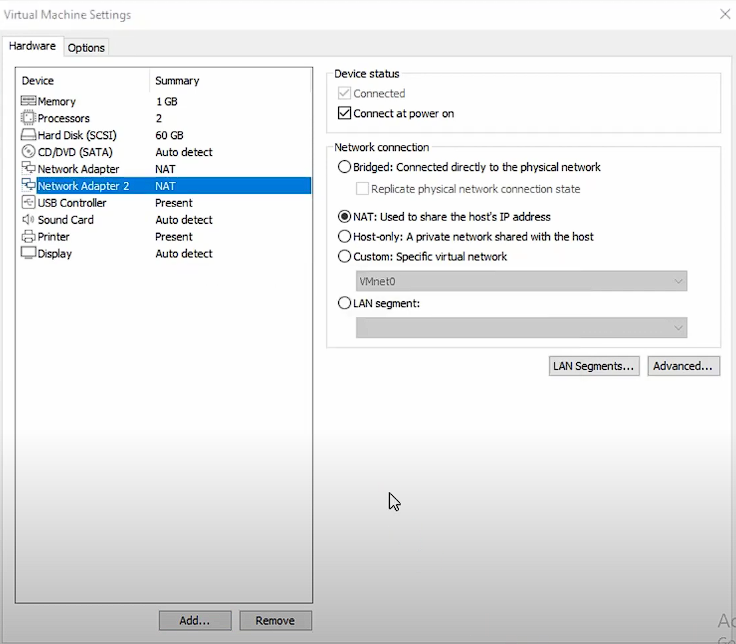 Virtual Machine Settings
Hardware Options
Device Summary
Memory 1 GB
Processors 2
Hard Disk (SCSI) 60 GB
CD/DVD (SATA) Auto detect
Network Adapter NAT
Network Adapter 2 NAT
USB Controller Present
Sound Card Auto detect
Printer Present
Display Auto detect
Add... Remove
Device status
Connected
Connect at power on
Network connection
Bridged: Connected directly to the physical network
Replicate physical network connection state
NAT: Used to share the host's IP address
Host-only: A private network shared with the host
Custom: Specific virtual network
VMnet0
LAN segment:
LAN Segments... Advanced...